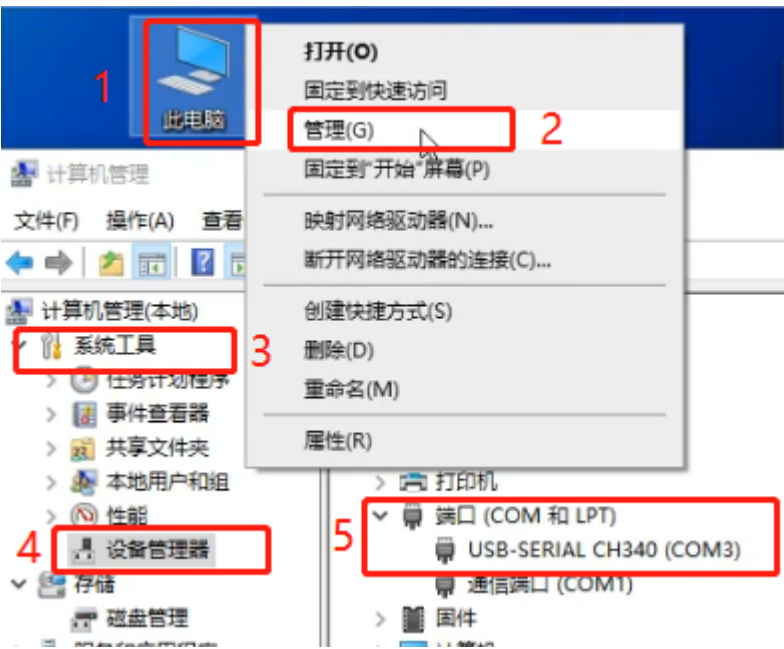 1
此电脑
打开(O)
固定到快速访问
管理(G)
2
固定到"开始"屏幕(P)
映射网络驱动器(N)...
断开网络驱动器的连接(C)...
创建快捷方式(S)
删除(D)
重命名(M)
属性(R)
计算机管理
文件(F) 操作(A) 查看
计算机管理(本地)
系统工具
3
任务计划程序
事件查看器
共享文件夹
本地用户和组
性能
4
设备管理器
存储
磁盘管理
打印机
5
端口 (COM 和 LPT)
USB-SERIAL CH340 (COM3)
通信端口 (COM1)
固件